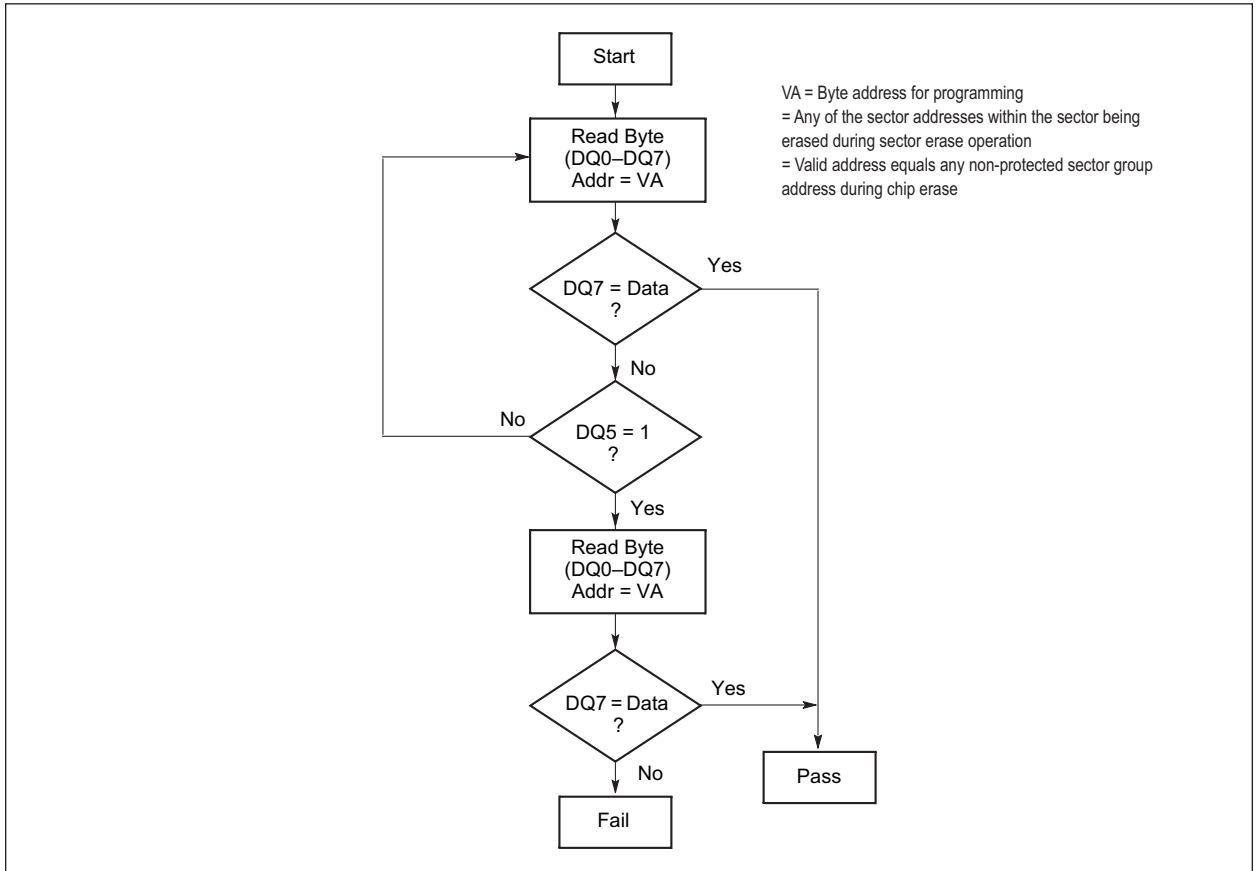 Start
VA = Byte address for programming
= Any of the sector addresses within the sector being
erased during sector erase operation
= Valid address equals any non-protected sector group
address during chip erase
Read Byte
(DQ0–DQ7)
Addr = VA
Yes
DQ7 = Data
?
No
No
DQ5 = 1
?
Yes
Read Byte
(DQ0–DQ7)
Addr = VA
Yes
DQ7 = Data
?
No
Pass
Fail